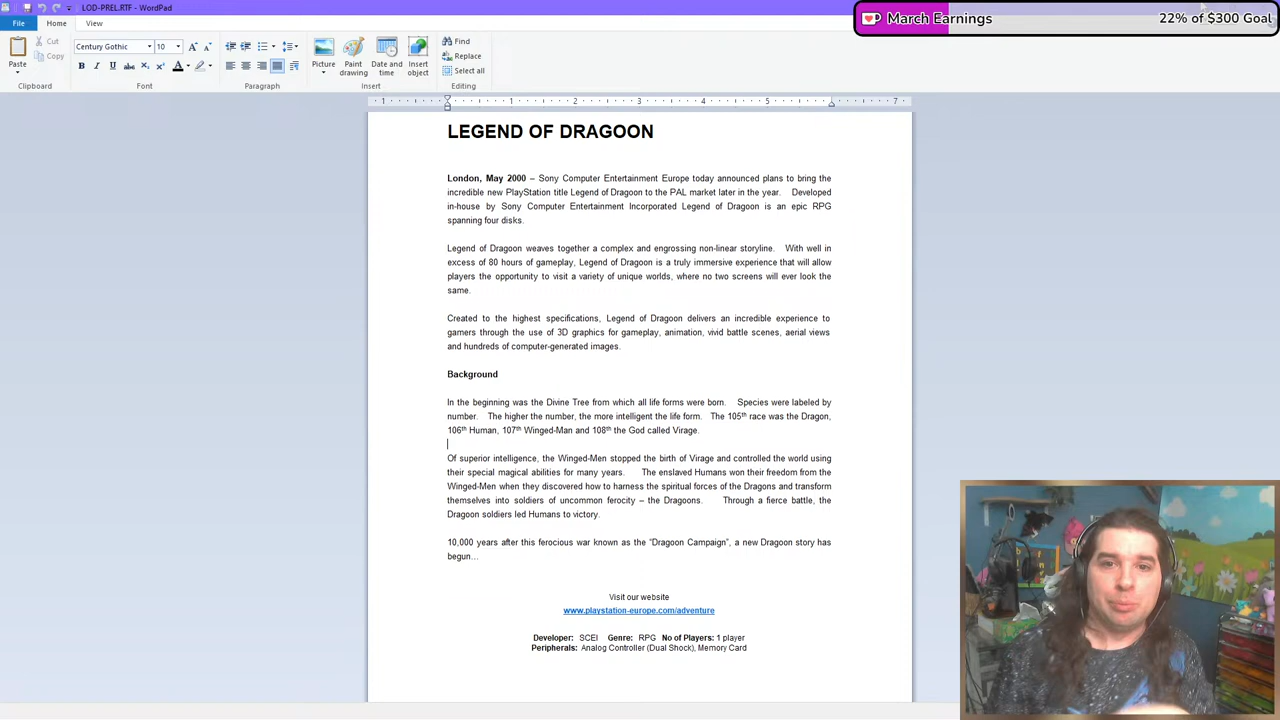 LOD-PREL.RTF - WordPad
March Earnings
22% of $300 Goal
File
Home
View
Paste
Cut
Copy
Clipboard
Century Gothic
10
Font
Paragraph
Picture
Paint drawing
Date and time
Insert object
Insert
Find
Replace
Select all
Editing
1 1 2 3 4 5 7
LEGEND OF DRAGOON
London, May 2000 – Sony Computer Entertainment Europe today announced plans to bring the
incredible new PlayStation title Legend of Dragoon to the PAL market later in the year. Developed
in-house by Sony Computer Entertainment Incorporated Legend of Dragoon is an epic RPG
spanning four disks.
Legend of Dragoon weaves together a complex and engrossing non-linear storyline. With well in
excess of 80 hours of gameplay, Legend of Dragoon is a truly immersive experience that will allow
players the opportunity to visit a variety of unique worlds, where no two screens will ever look the
same.
Created to the highest specifications, Legend of Dragoon delivers an incredible experience to
gamers through the use of 3D graphics for gameplay, animation, vivid battle scenes, aerial views
and hundreds of computer-generated images.
Background
In the beginning was the Divine Tree from which all life forms were born. Species were labeled by
number. The higher the number, the more intelligent the life form. The 105th race was the Dragon,
106th Human, 107th Winged-Man and 108th the God called Virage.
Of superior intelligence, the Winged-Men stopped the birth of Virage and controlled the world using
their special magical abilities for many years. The enslaved Humans won their freedom from the
Winged-Men when they discovered how to harness the spiritual forces of the Dragons and transform
themselves into soldiers of uncommon ferocity – the Dragoons. Through a fierce battle, the
Dragoon soldiers led Humans to victory.
10,000 years after this ferocious war known as the “Dragoon Campaign”, a new Dragoon story has
begun…
Visit our website
www.playstation-europe.com/adventure
Developer: SCEI Genre: RPG No of Players: 1 player
Peripherals: Analog Controller (Dual Shock), Memory Card